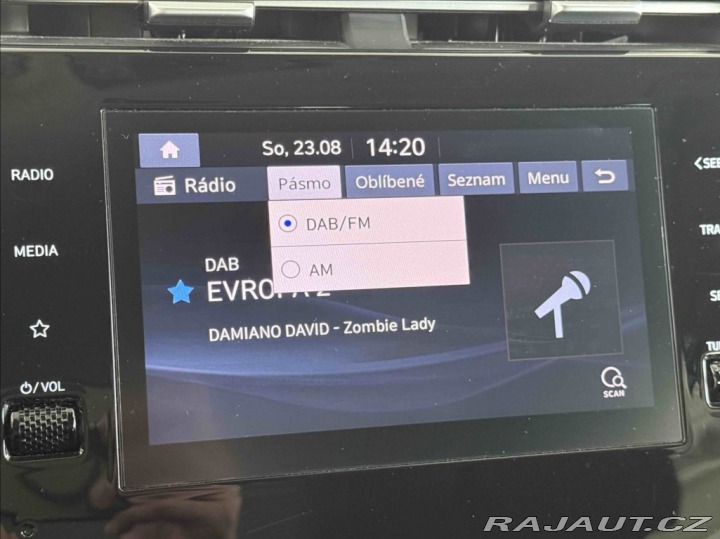 So, 23.08 14:20
Rádio Pásmo Oblíbené Seznam Menu
DAB/FM
AM
DAB
DAMIANO DAVID - Zombie Lady
SCAN
RADIO
MEDIA
⏻/VOL
RAJAUT.CZ